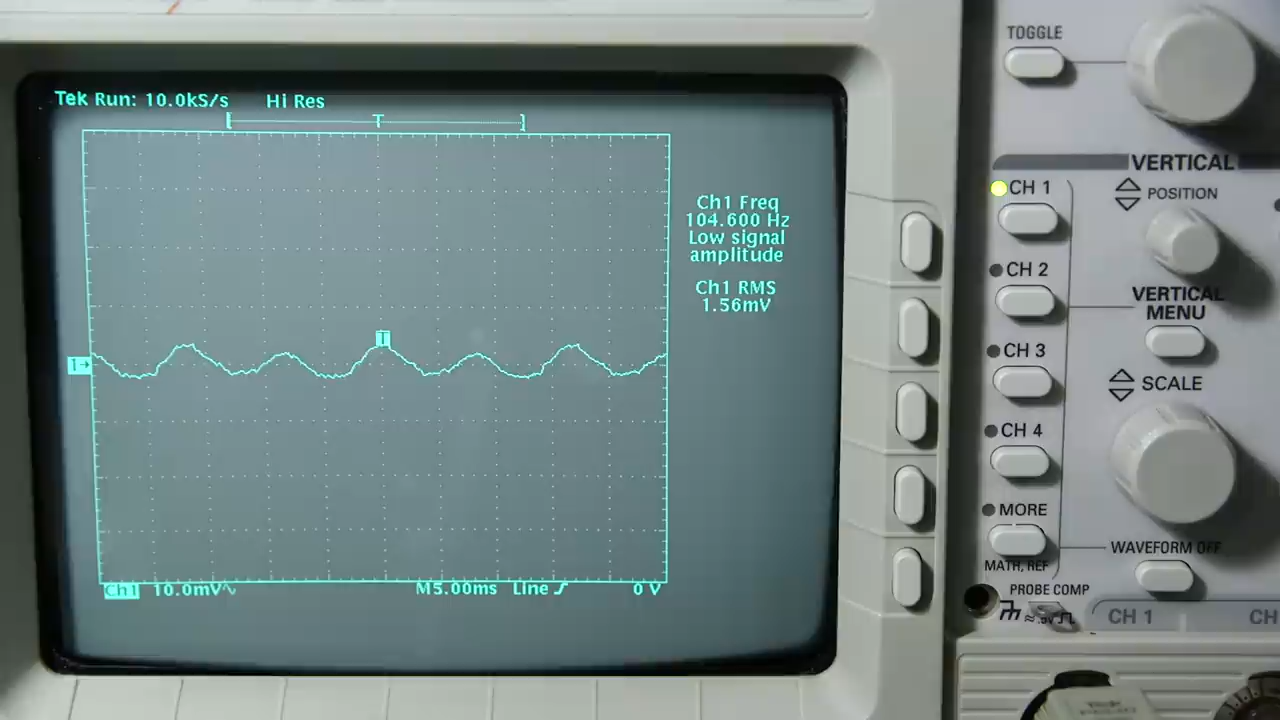 Tek Run: 10.0kS/s Hi Res
T
Ch1 Freq
104.600 Hz
Low signal
amplitude
Ch1 RMS
1.56mV
T
1→
Ch1 10.0mV∿ M5.00ms Line ∫ 0 V
TOGGLE
VERTICAL
CH 1
POSITION
CH 2
VERTICAL
MENU
CH 3
SCALE
CH 4
MORE
WAVEFORM OFF
MATH, REF
PROBE COMP
CH 1
CH